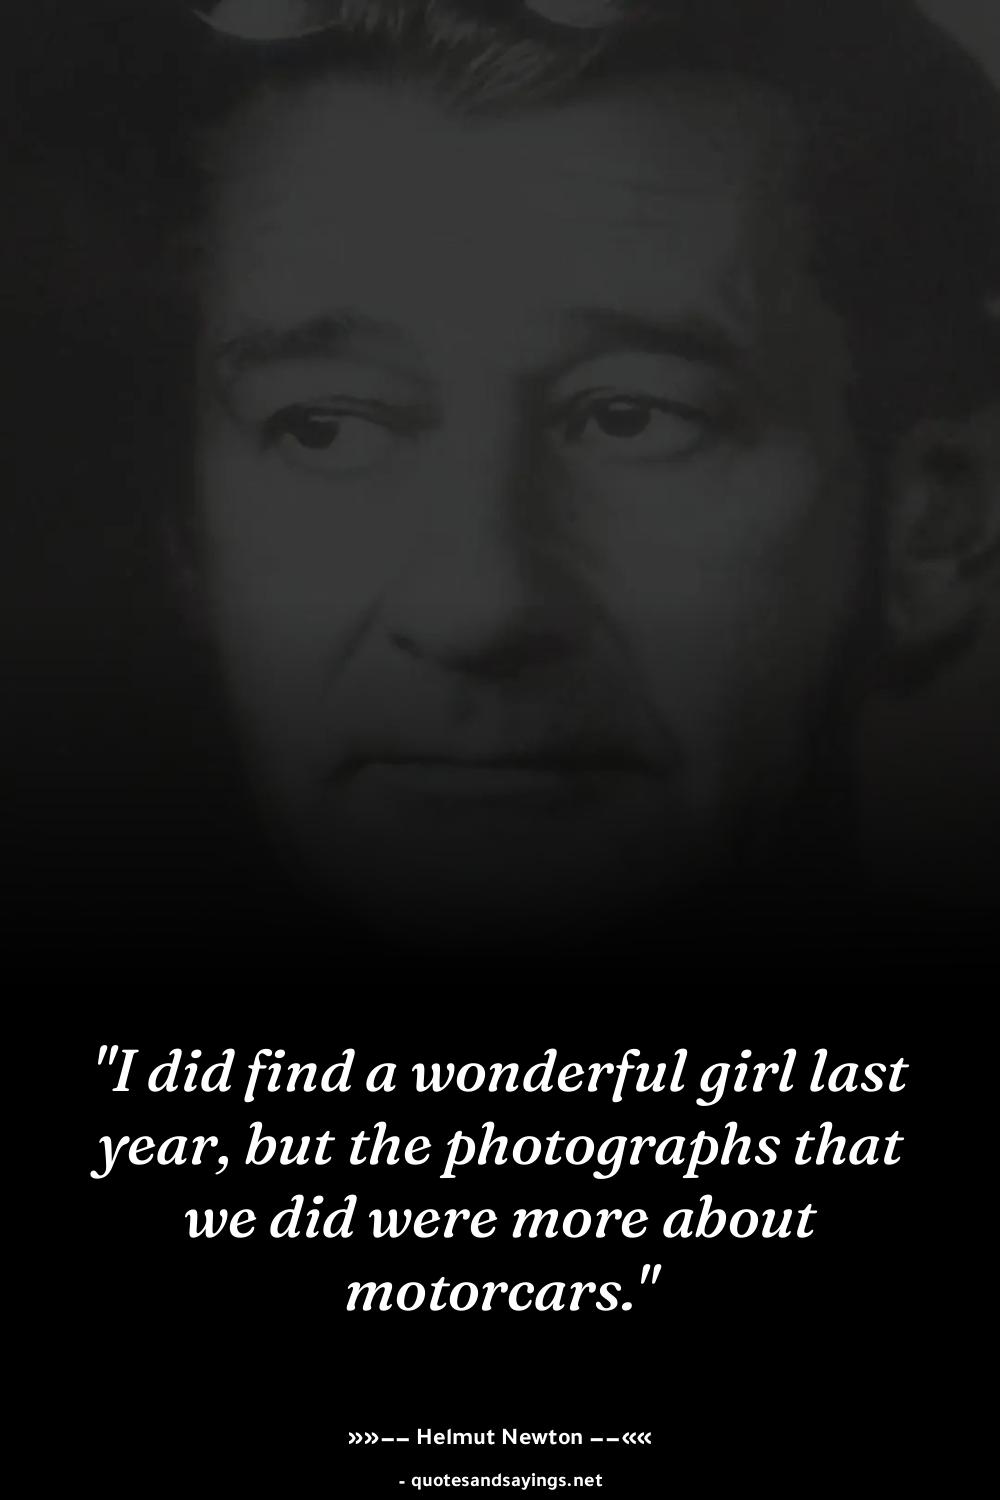 "I did find a wonderful girl last
year, but the photographs that
we did were more about
motorcars."
»»–– Helmut Newton ––««
- quotesandsayings.net